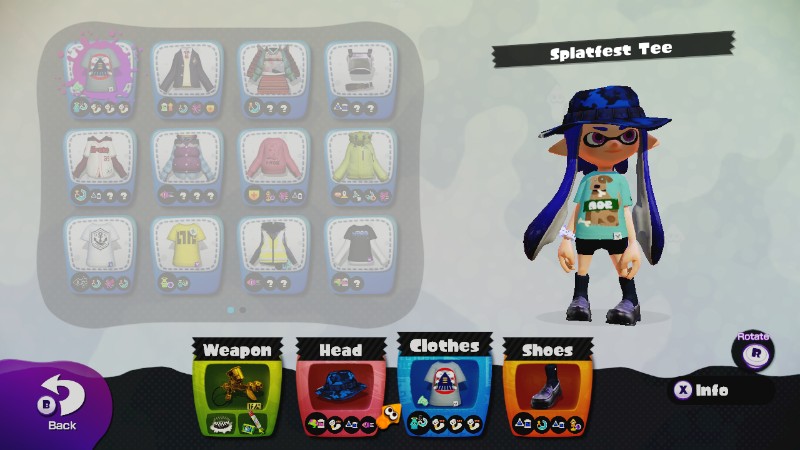 Splatfest Tee
Weapon
Head
Clothes
Shoes
Rotate
R
X Info
B
Back